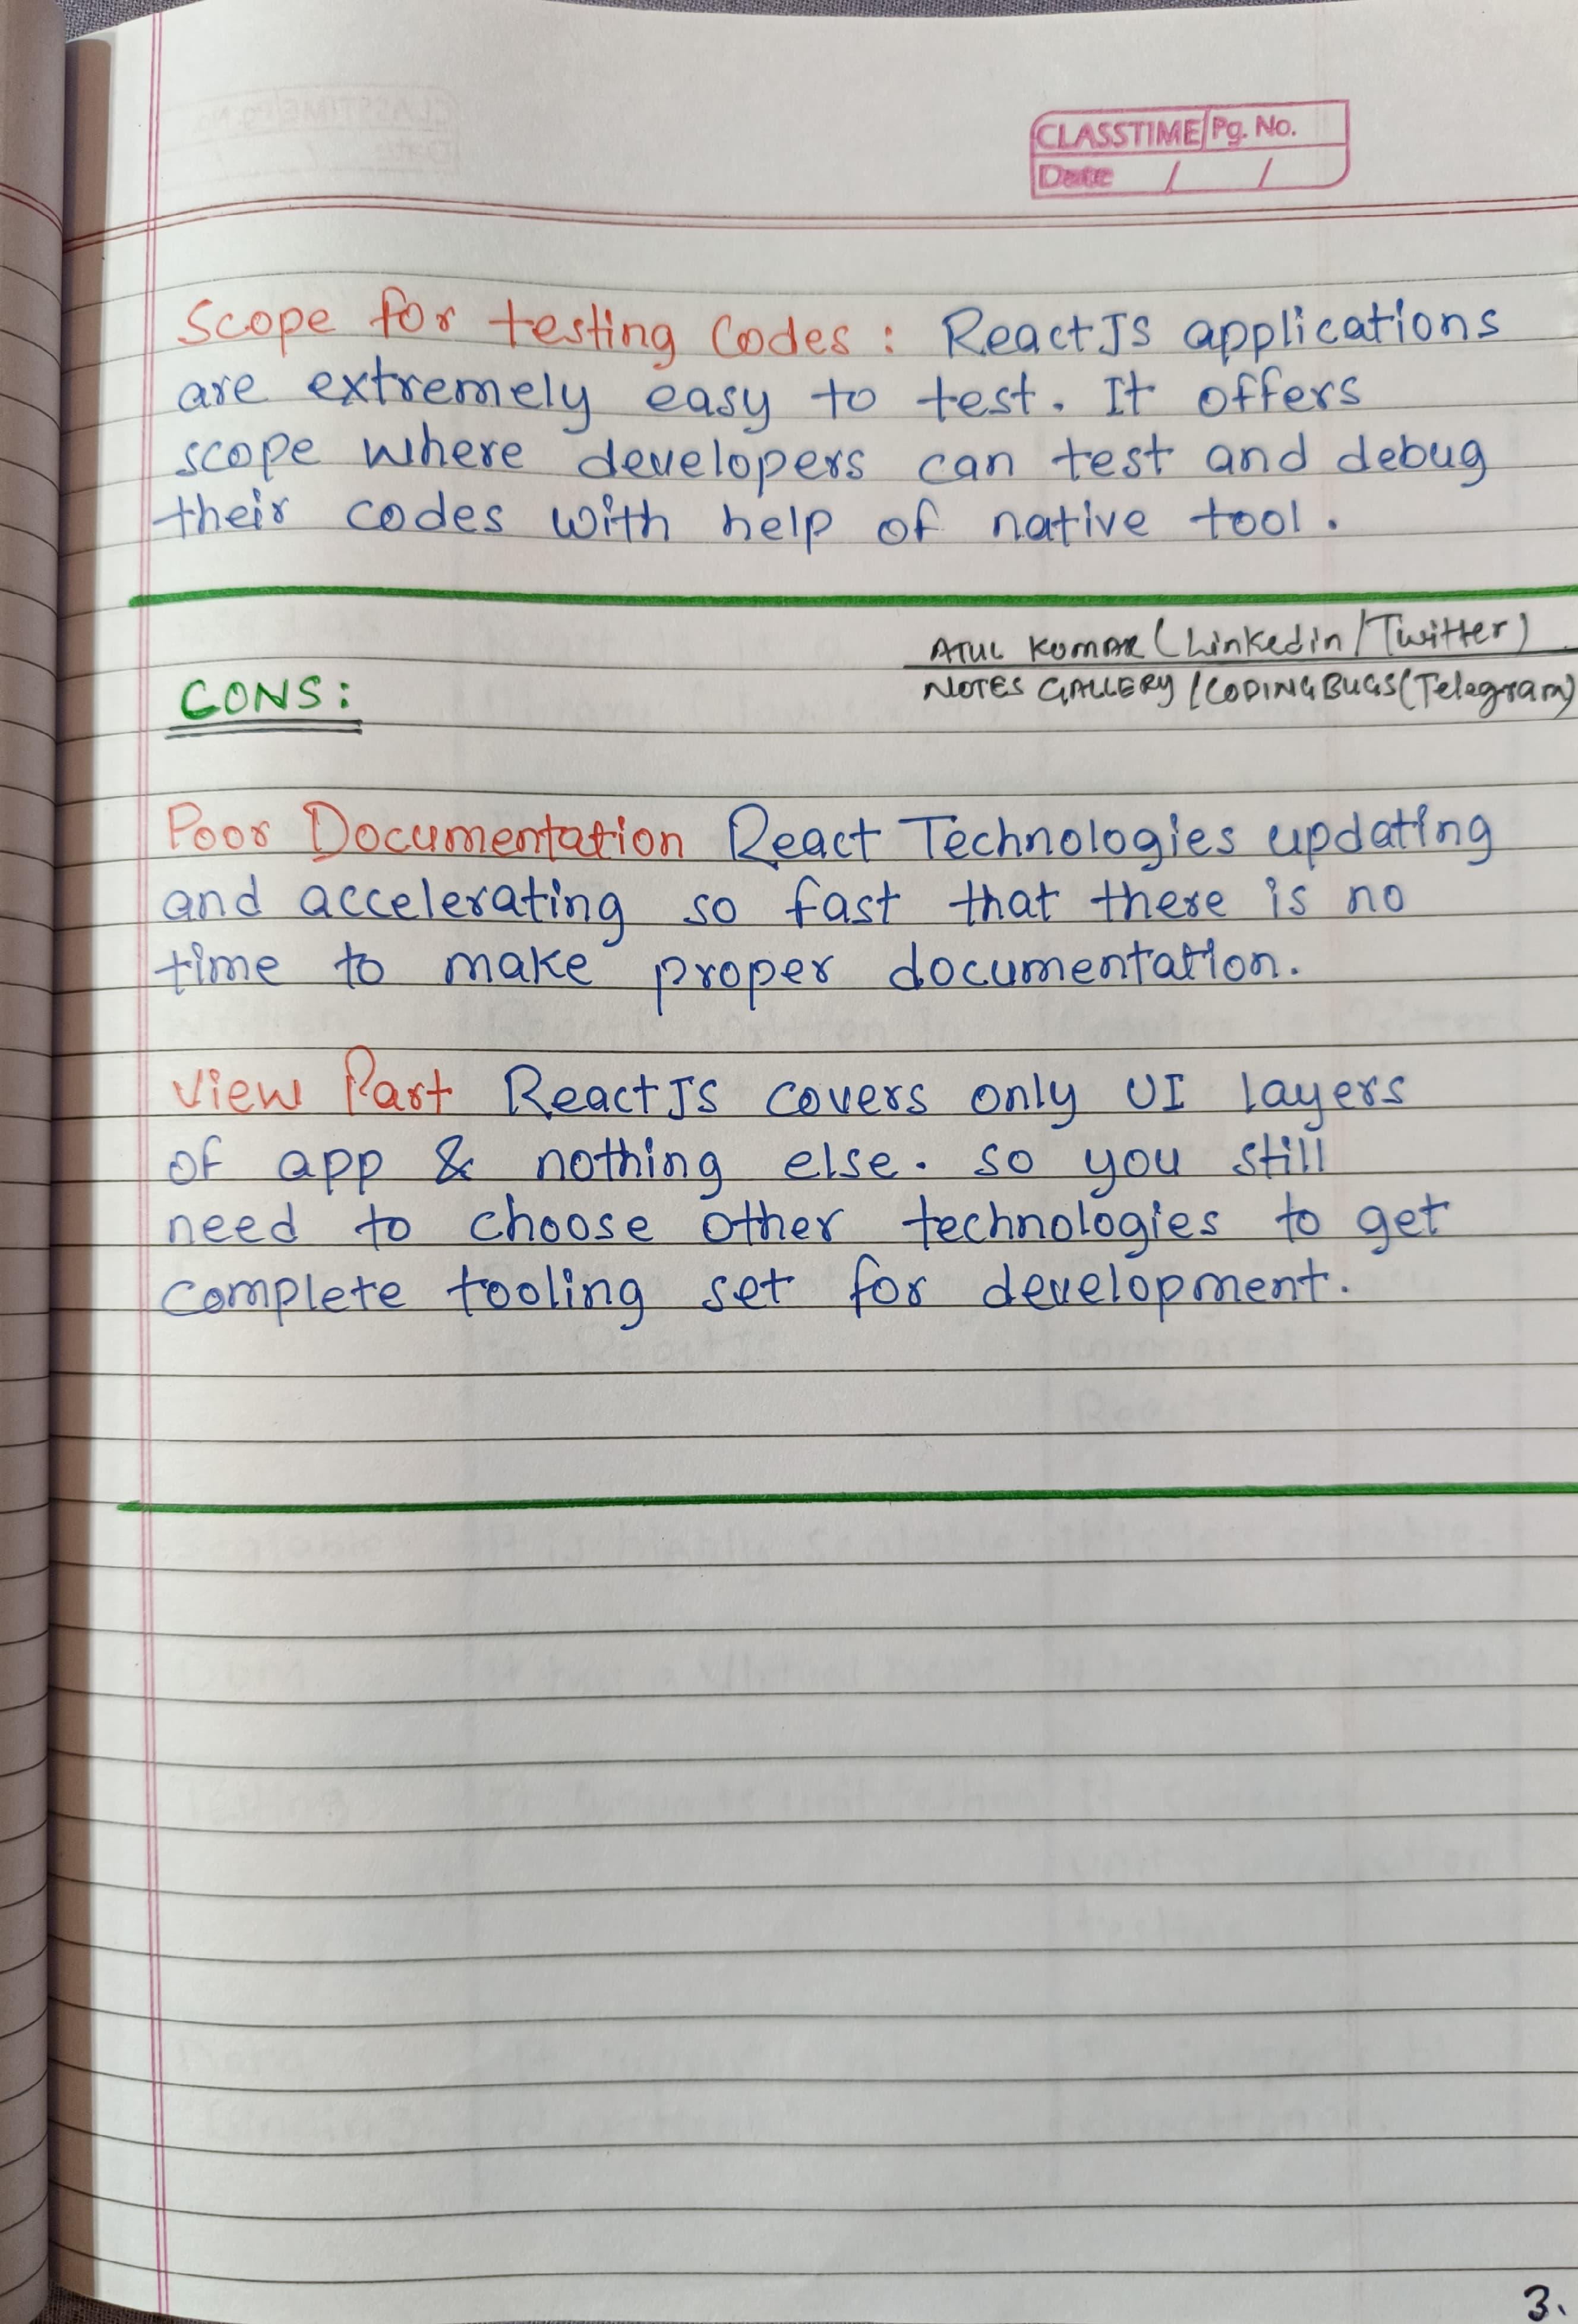 CLASSTIME Pg. No.
Date / /
Scope for testing Codes : ReactJS applications
are extremely easy to test. It offers
scope where developers can test and debug
their codes with help of native tool.
ATUL KUMAR (Linkedin/Twitter)
NOTES GALLERY / CODINGBUGS (Telegram)
CONS:
Poor Documentation React Technologies updating
and accelerating so fast that there is no
time to make proper documentation.
View Part ReactJS covers only UI layers
of app & nothing else. so you still
need to choose other technologies to get
complete tooling set for development.
3.